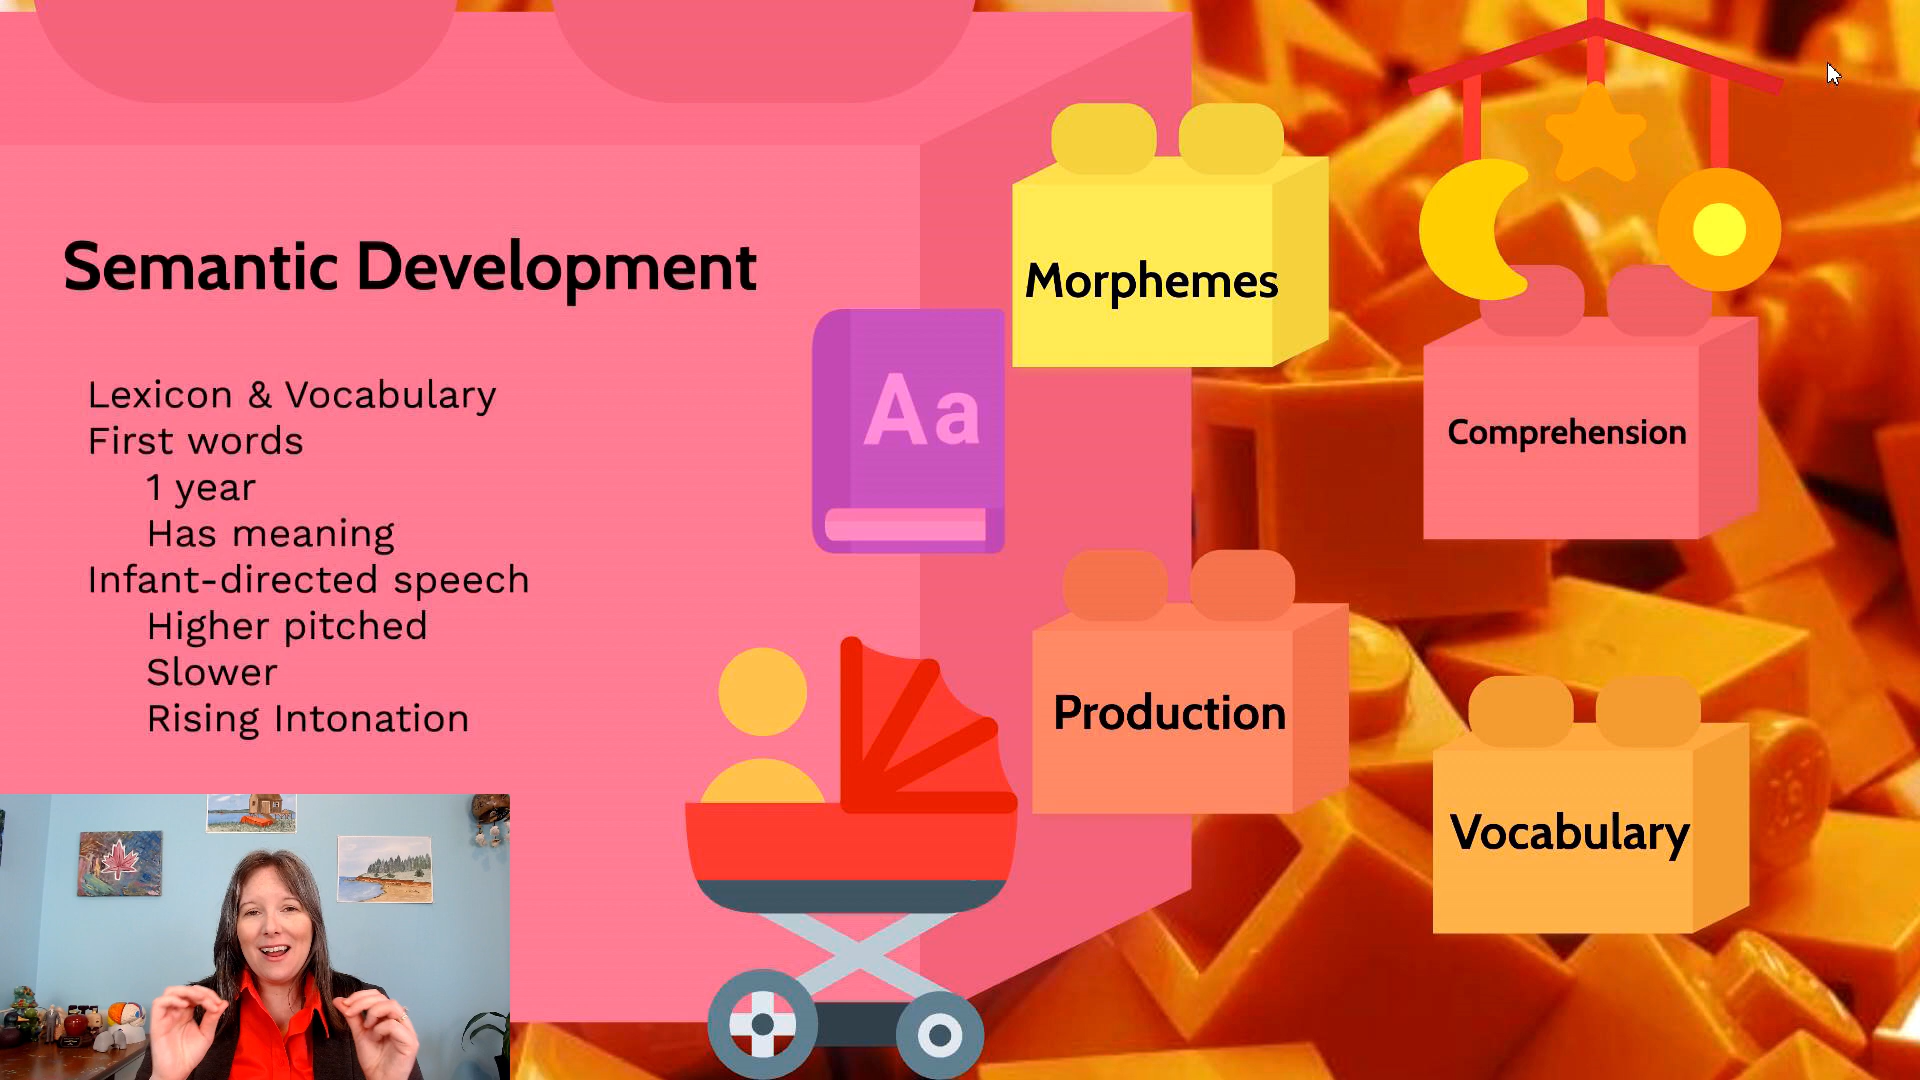 Semantic Development
Lexicon & Vocabulary
First words
1 year
Has meaning
Infant-directed speech
Higher pitched
Slower
Rising Intonation
Aa
Morphemes
Comprehension
Production
Vocabulary